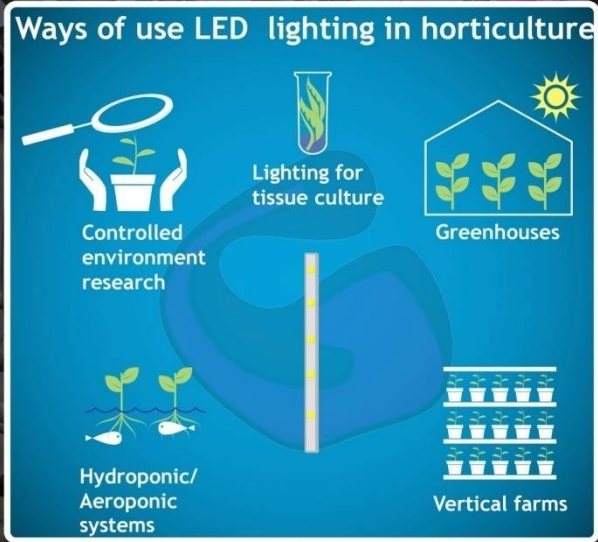 Ways of use LED lighting in horticulture
Lighting for
tissue culture
Controlled
environment
research
Greenhouses
Hydroponic/
Aeroponic
systems
Vertical farms